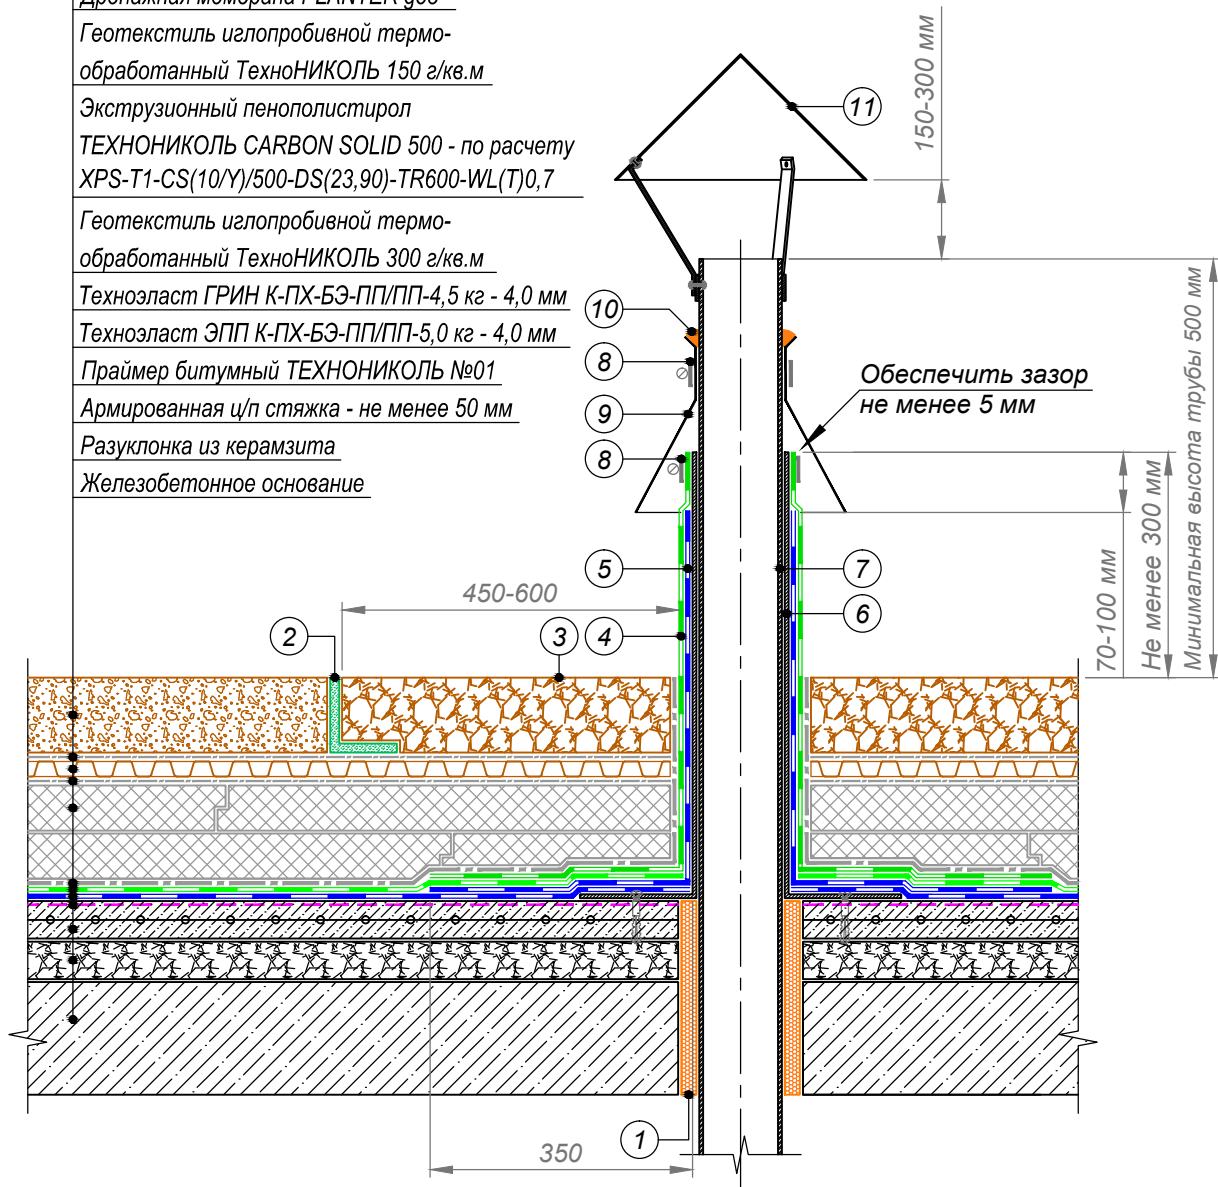 Дренажная мембрана PLANTER geo
Геотекстиль иглопробивной термо-
обработанный ТехноНИКОЛЬ 150 г/кв.м
Экструзионный пенополистирол
ТЕХНОНИКОЛЬ CARBON SOLID 500 - по расчету
XPS-T1-CS(10/Y)/500-DS(23,90)-TR600-WL(T)0,7
Геотекстиль иглопробивной термо-
обработанный ТехноНИКОЛЬ 300 г/кв.м
Техноэласт ГРИН К-ПХ-БЭ-ПП/ПП-4,5 кг - 4,0 мм
Техноэласт ЭПП К-ПХ-БЭ-ПП/ПП-5,0 кг - 4,0 мм
Праймер битумный ТЕХНОНИКОЛЬ №01
Армированная ц/п стяжка - не менее 50 мм
Разуклонка из керамзита
Железобетонное основание
11
150-300 мм
10
8
9
8
Обеспечить зазор
не менее 5 мм
5
7
6
450-600
2
3
4
70-100 мм
Не менее 300 мм
Минимальная высота трубы 500 мм
1
350